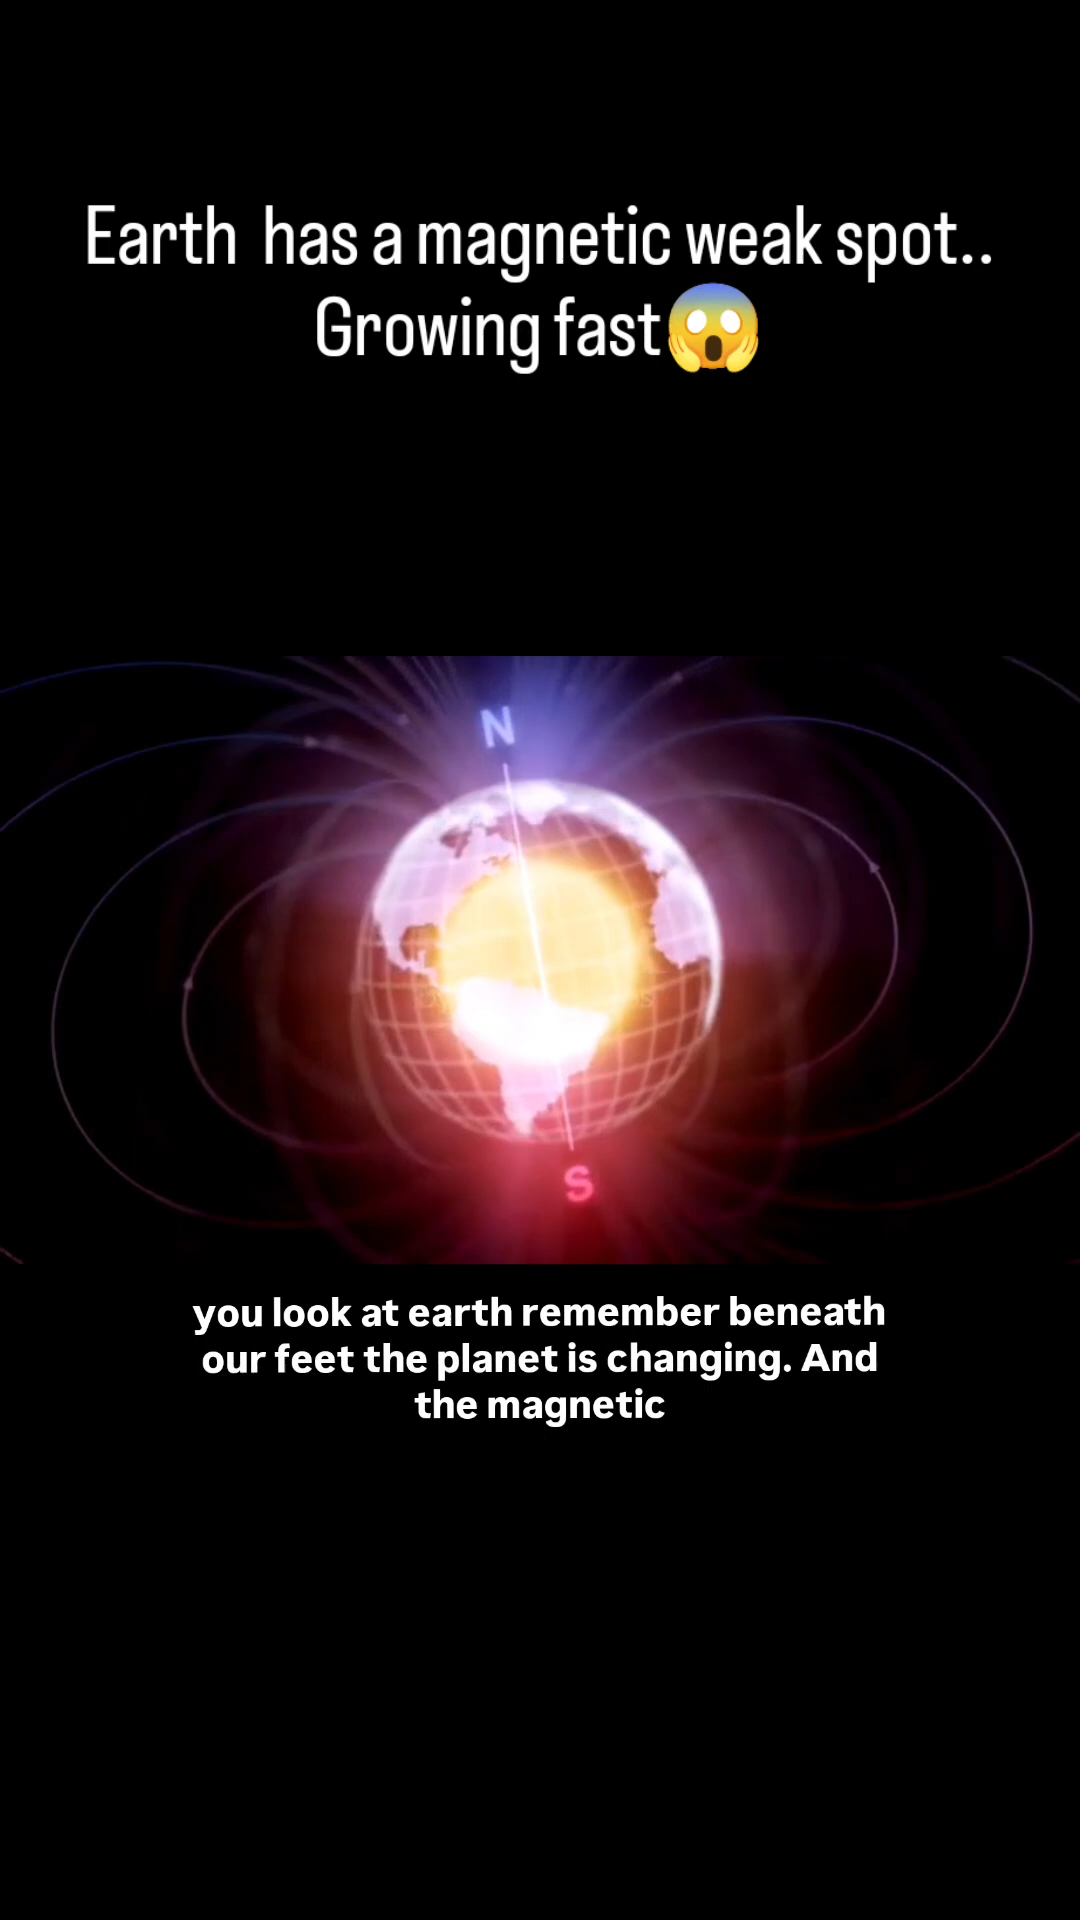 Earth has a magnetic weak spot..
Growing fast😱
N
S
you look at earth remember beneath
our feet the planet is changing. And
the magnetic